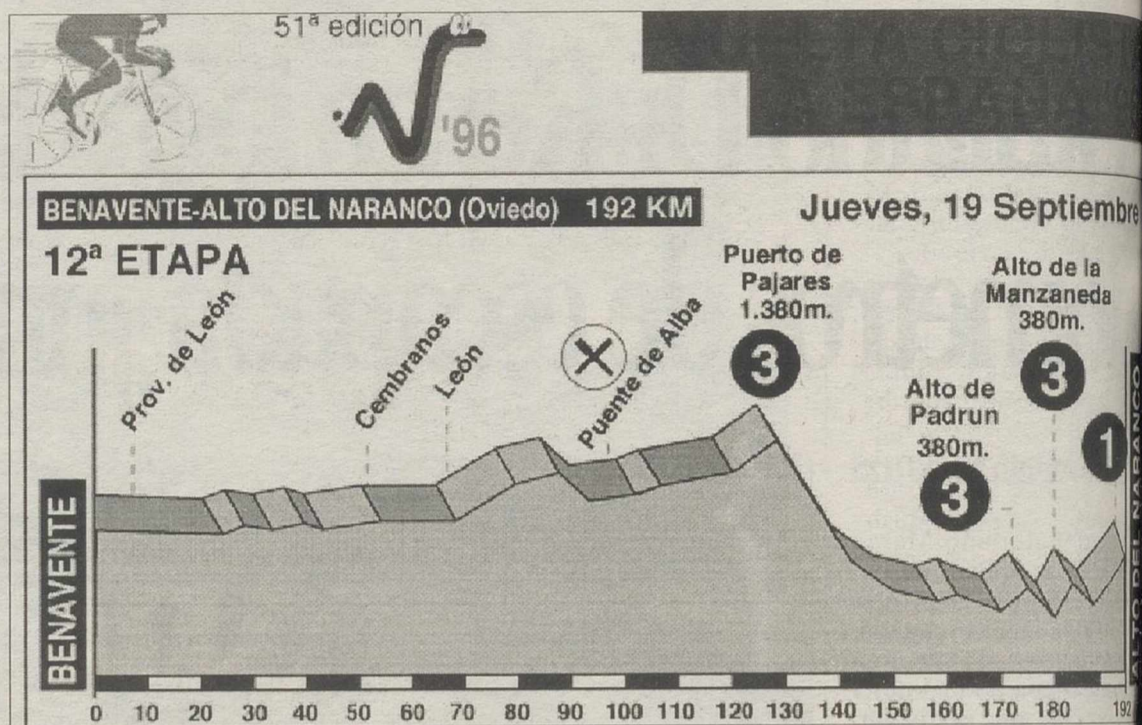 51ª edición
'96
BENAVENTE-ALTO DEL NARANCO (Oviedo) 192 KM
Jueves, 19 Septiembre
12ª ETAPA
Prov. de León
Cembranos
León
Puente de Alba
Puerto de
Pajares
1.380m.
3
Alto de
Padrun
380m.
3
Alto de la
Manzaneda
380m.
3
1
BENAVENTE
ALTO DEL NARANCO
0 10 20 30 40 50 60 70 80 90 100 110 120 130 140 150 160 170 180 192